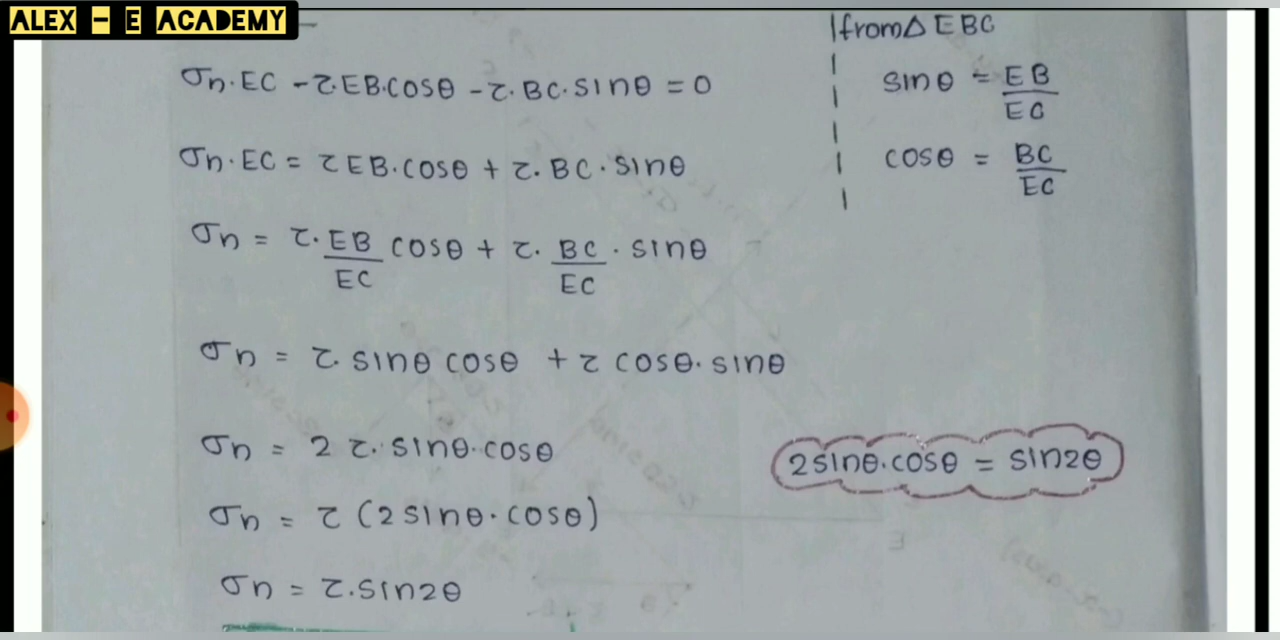 ALEX - E ACADEMY
σn.EC - τ.EB.cosθ - τ.BC.sinθ = 0
σn.EC = τ EB.cosθ + τ.BC.sinθ
σn = τ.EB/EC cosθ + τ.BC/EC . sinθ
σn = τ. sinθ cosθ + τ cosθ. sinθ
σn = 2 τ. sinθ.cosθ
σn = τ (2 sinθ.cosθ)
σn = τ.sin2θ
from Δ EBC
sinθ = EB/EC
cosθ = BC/EC
2sinθ.cosθ = sin2θ